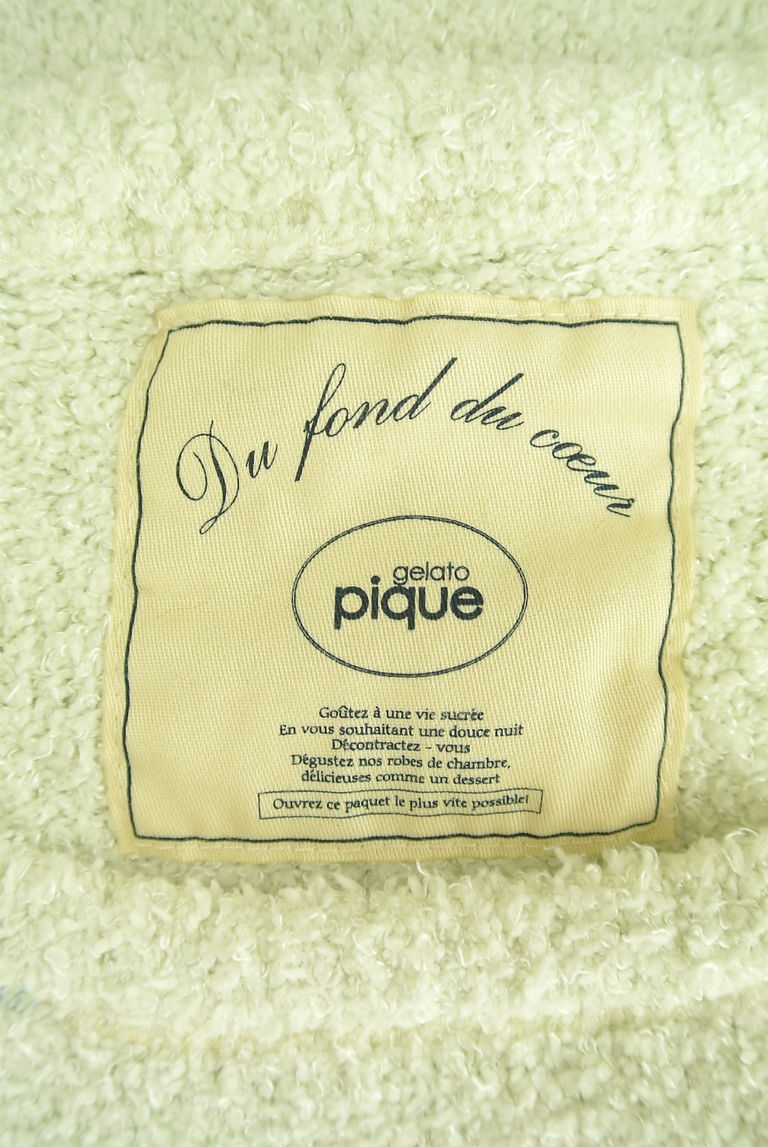 Du fond du cœur
gelato
pique
Goûtez à une vie sucrée
En vous souhaitant une douce nuit
Décontractez - vous
Dégustez nos robes de chambre,
délicieuses comme un dessert
Ouvrez ce paquet le plus vite possible!